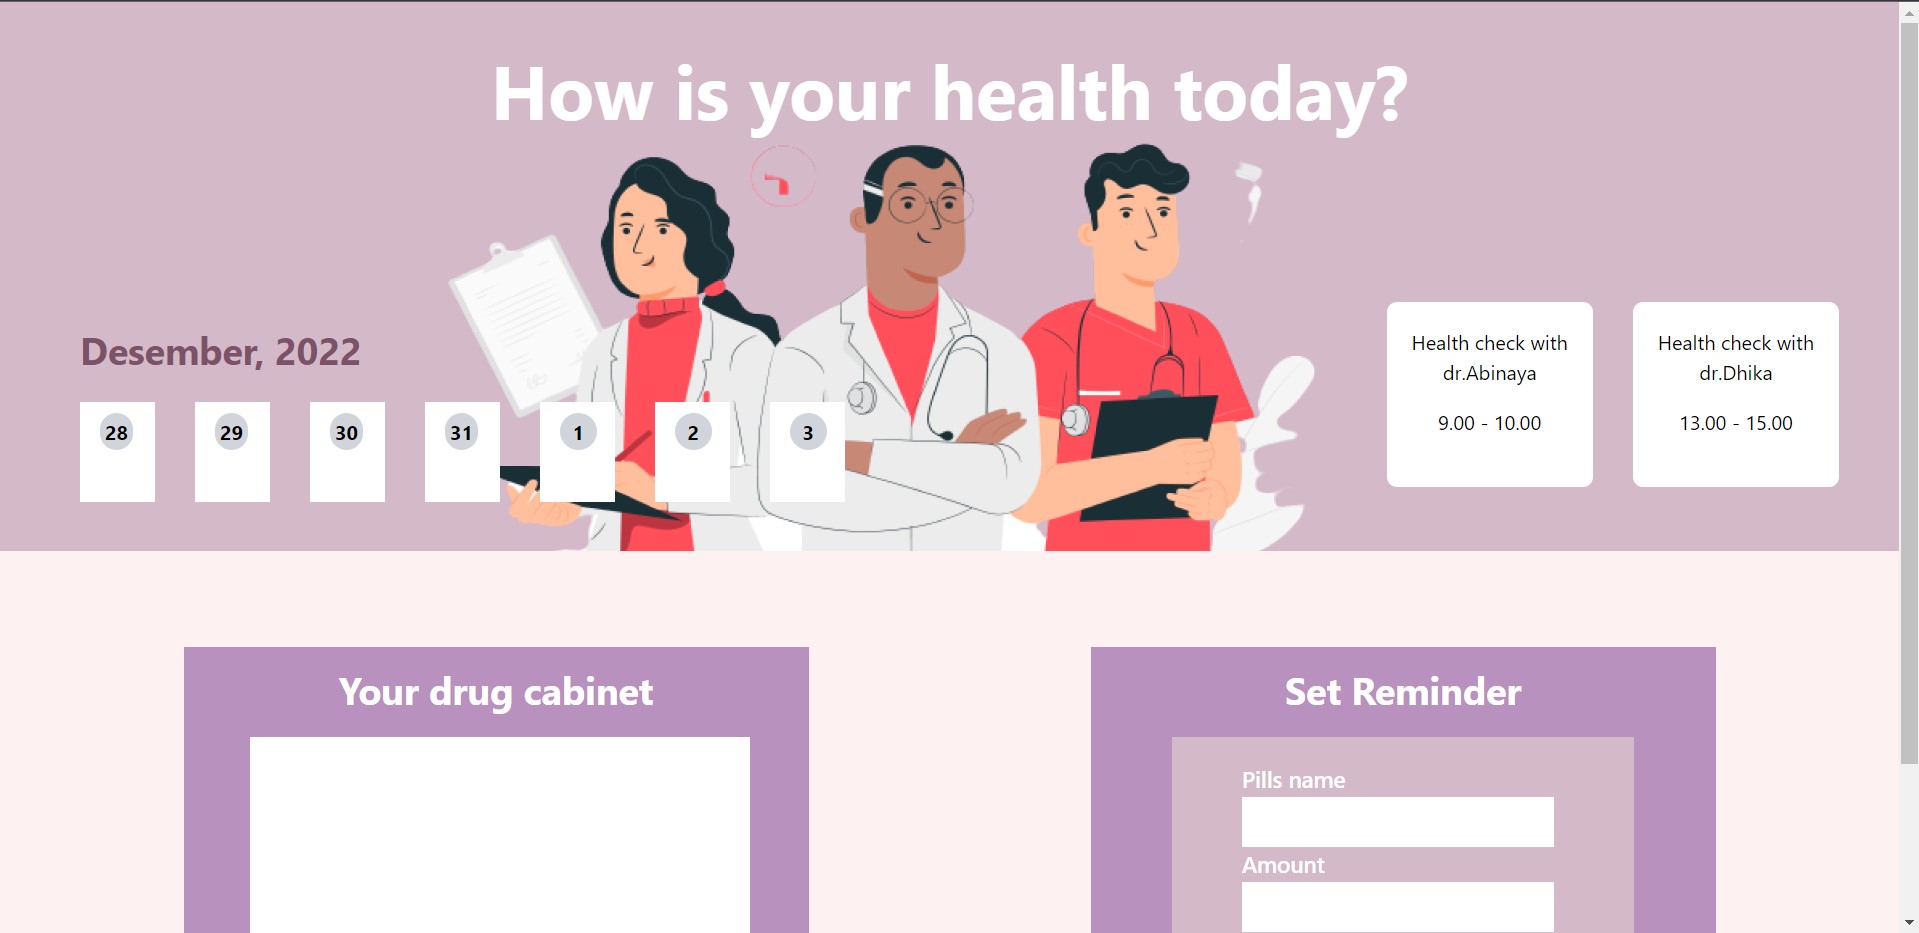 How is your health today?
Desember, 2022
28 29 30 31 1 2 3
Health check with
dr.Abinaya
9.00 - 10.00
Health check with
dr.Dhika
13.00 - 15.00
Your drug cabinet
Set Reminder
Pills name
Amount